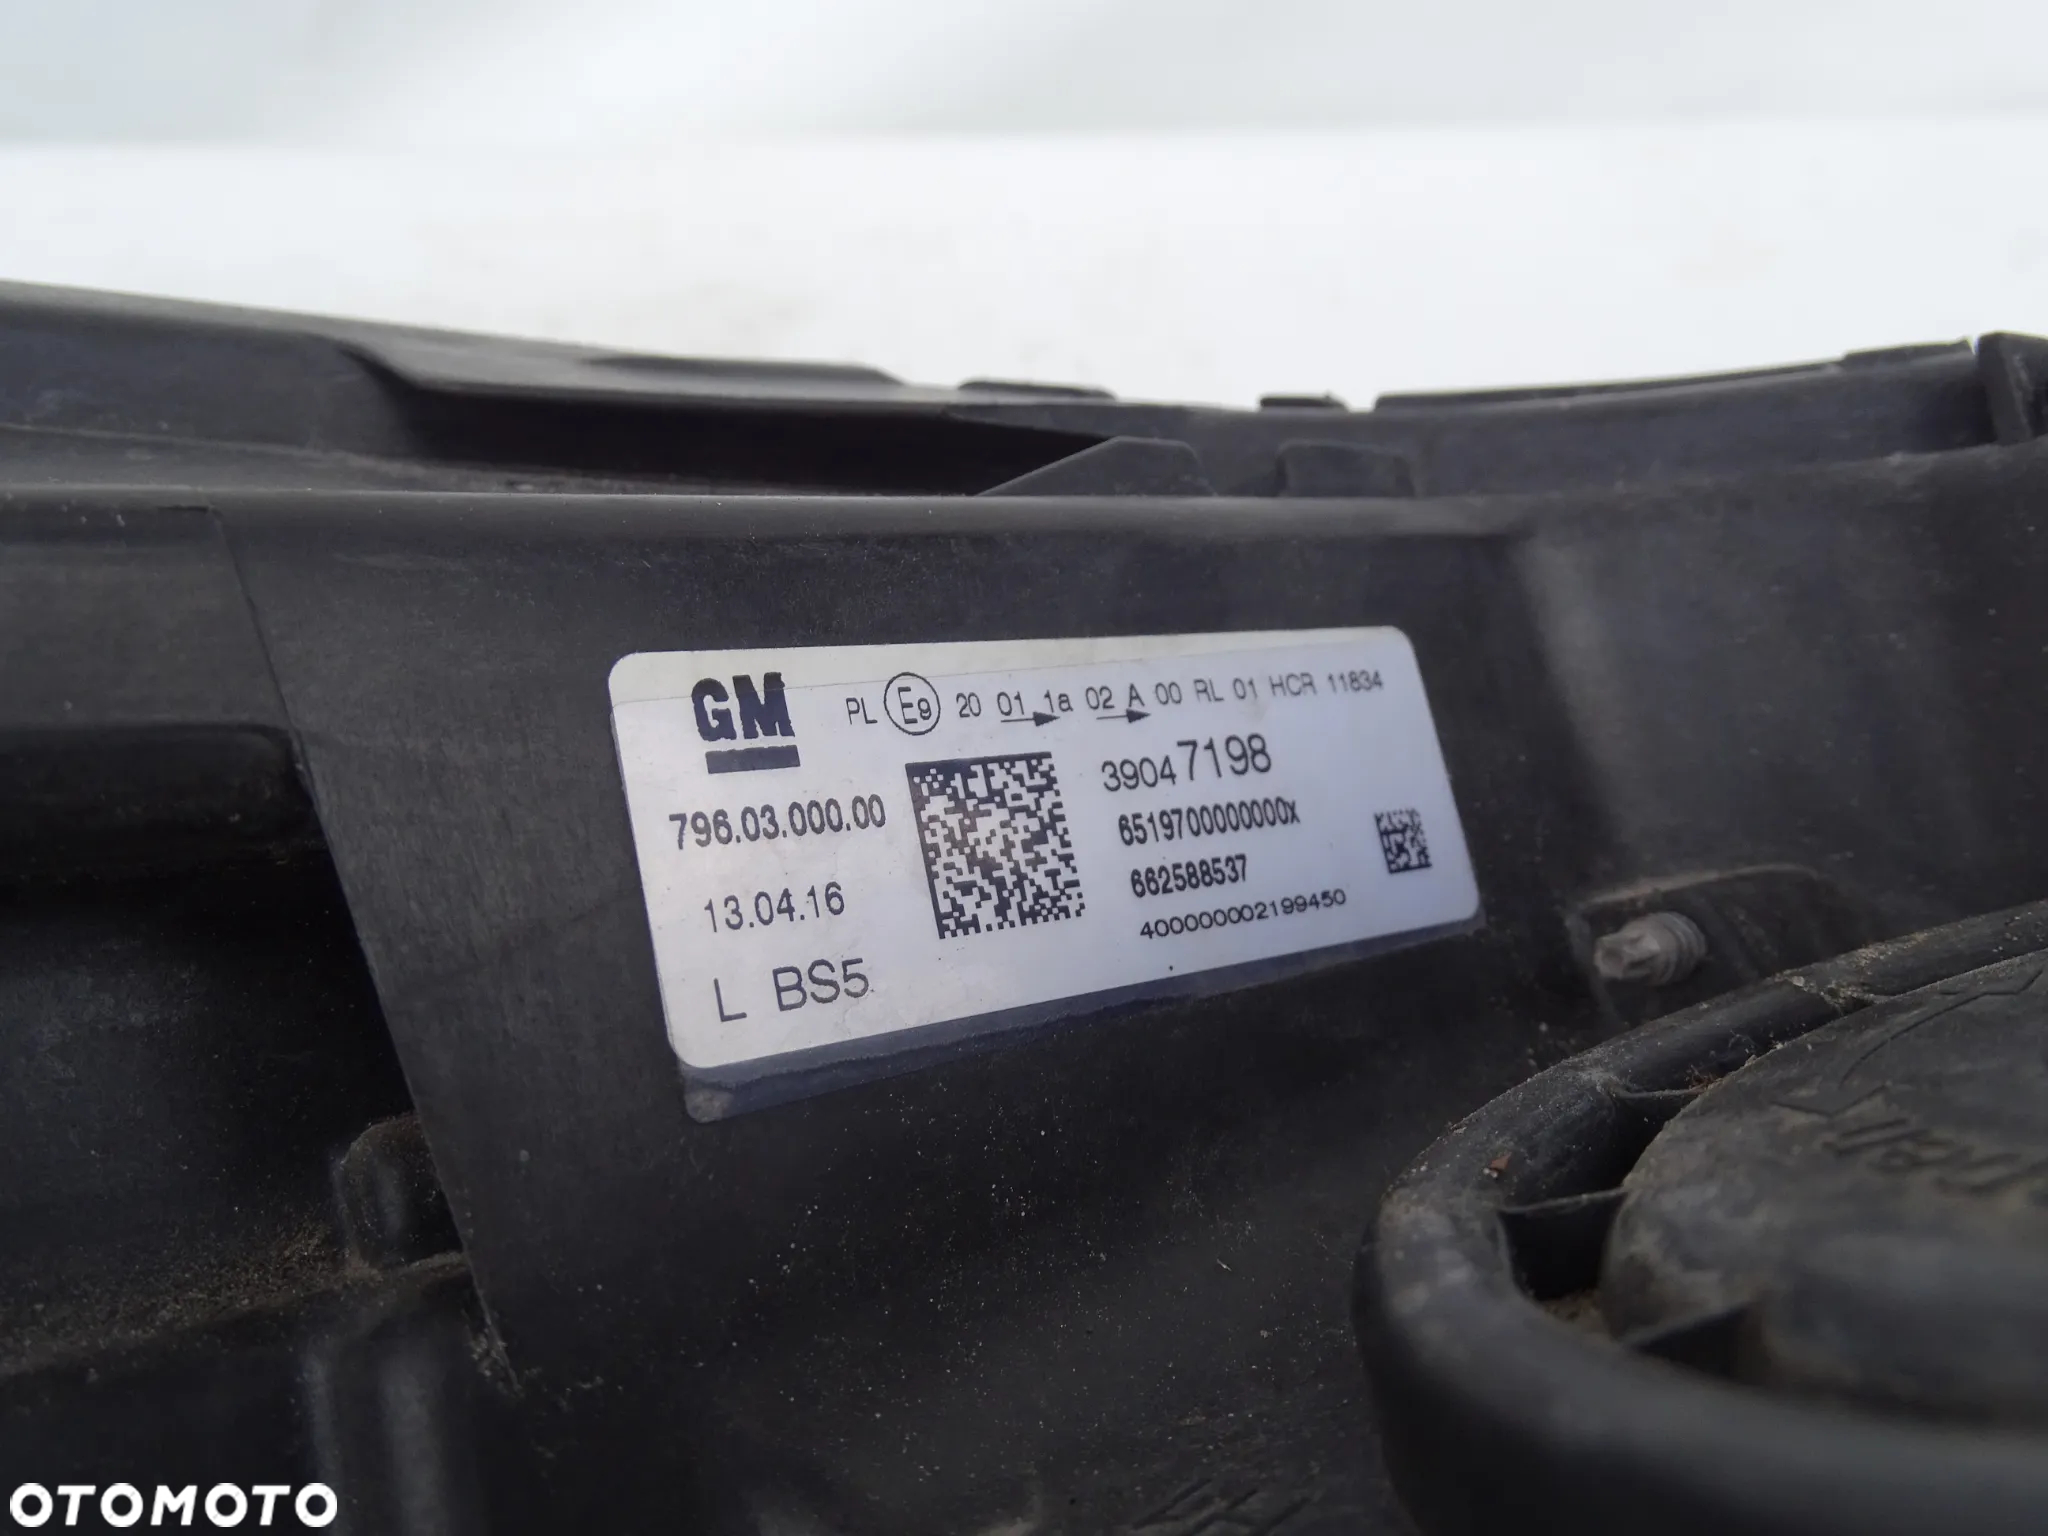 GM
PL E9 20 01 1a 02 A 00 RL 01 HCR 11834
39047198
796.03.000.00
6519700000000X
662588537
13.04.16
400000002199450
L BS5
OTOMOTO